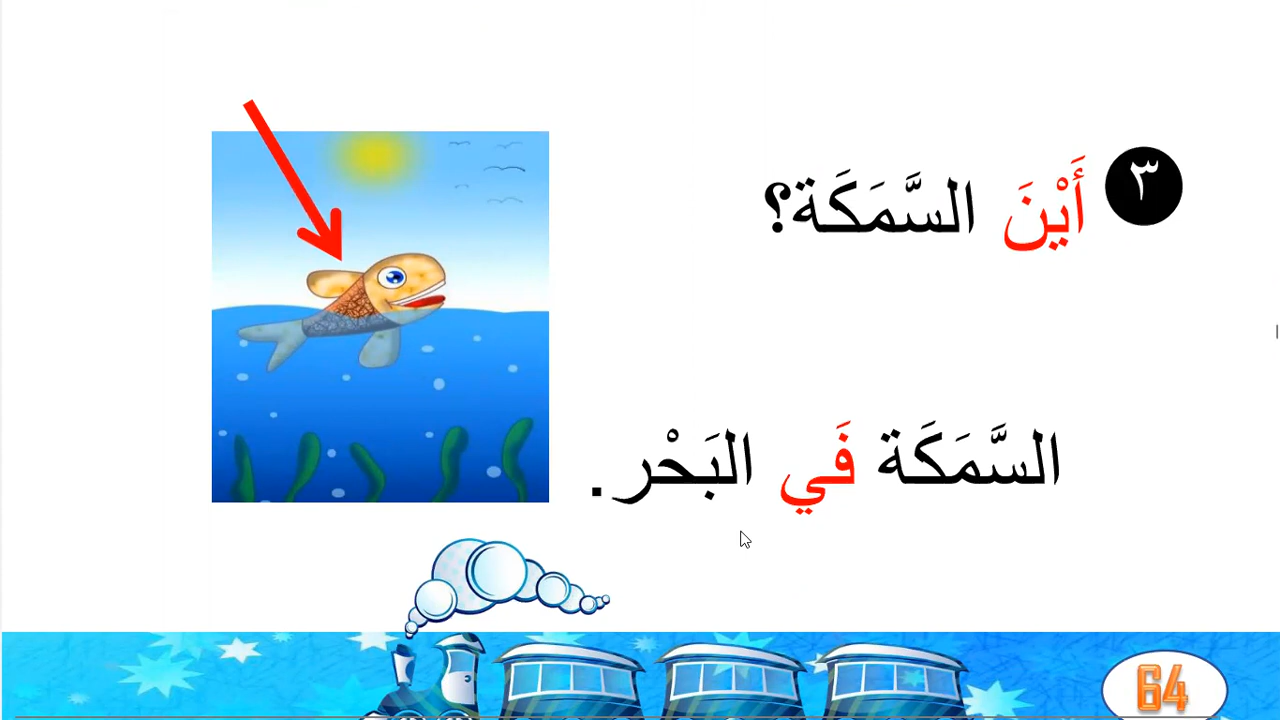 ٣ أَيْنَ السَّمَكَة؟
السَّمَكَة فَي البَحْر.
64